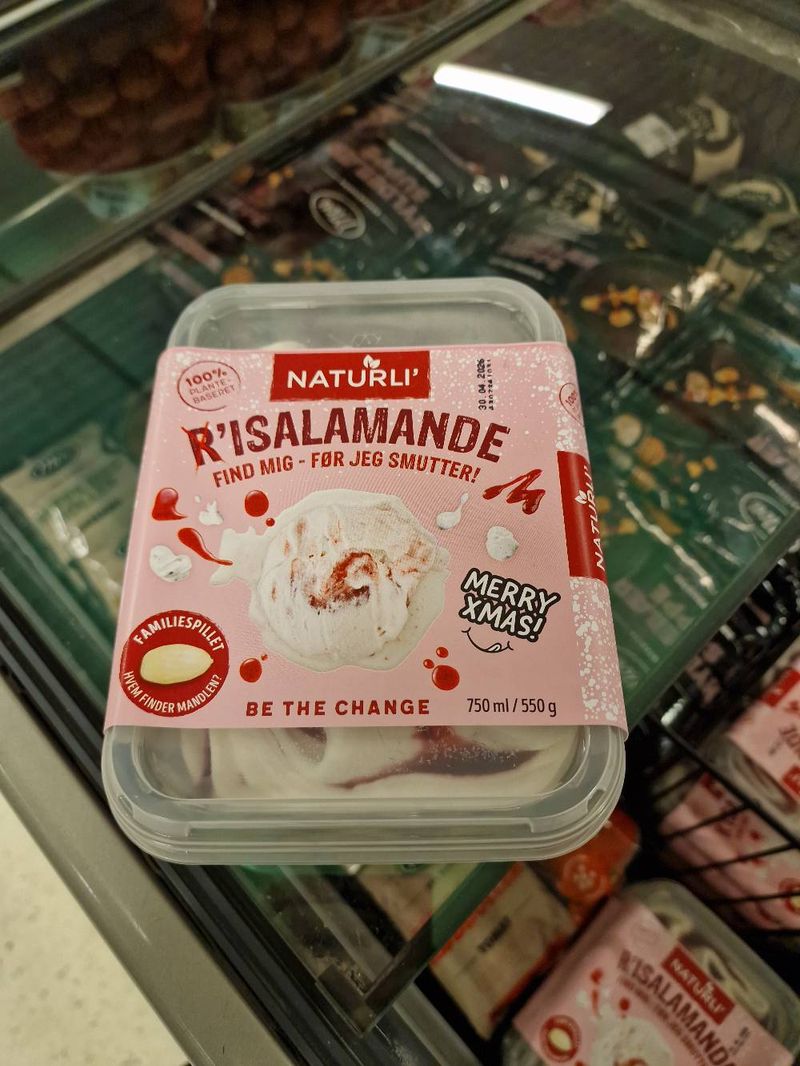 100%
PLANTE-
BASERET
NATURLI'
30.04.2026
R'ISALAMANDE
FIND MIG - FØR JEG SMUTTER!
MERRY
XMAS!
FAMILIESPILLET
HVEM FINDER MANDLEN?
BE THE CHANGE
750 ml / 550 g
NATURLI'
NATURLI'
R'ISALAMANDE